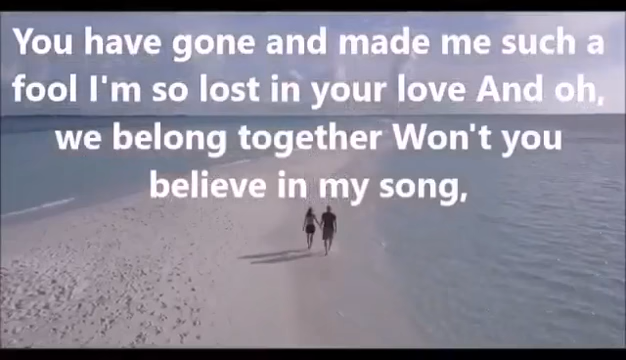 You have gone and made me such a
fool I'm so lost in your love And oh,
we belong together Won't you
believe in my song,